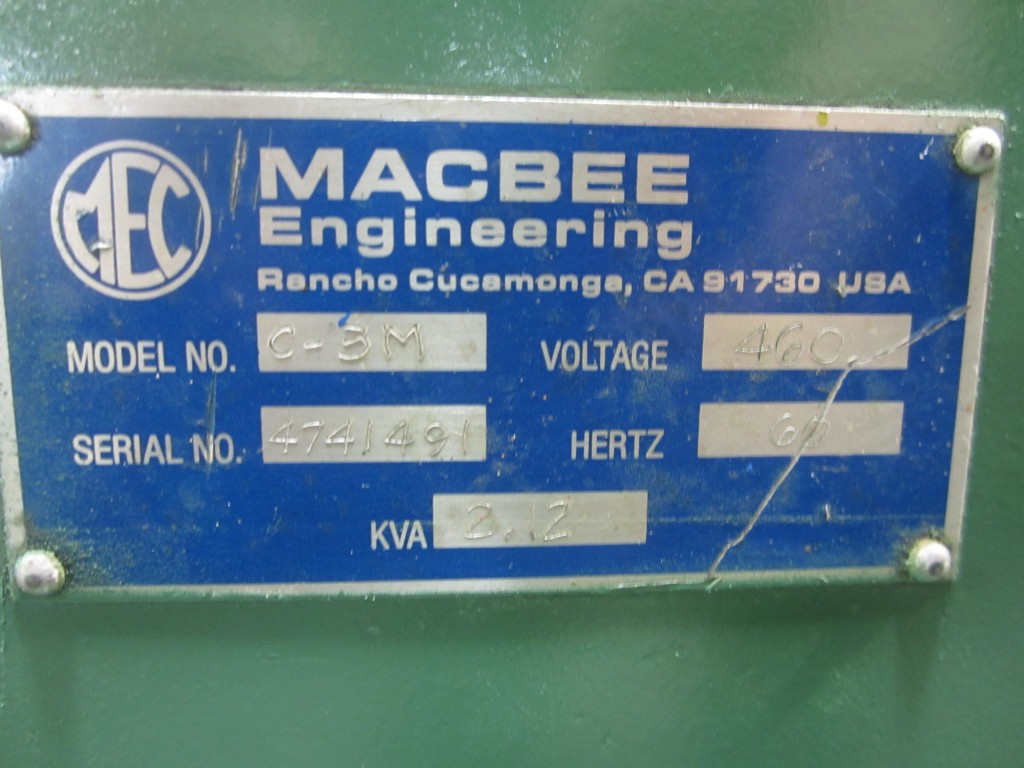 MEC
MACBEE
Engineering
Rancho Cucamonga, CA 91730 USA
MODEL NO. C-3M VOLTAGE 460
SERIAL NO. 4741491 HERTZ 60
KVA 2.12